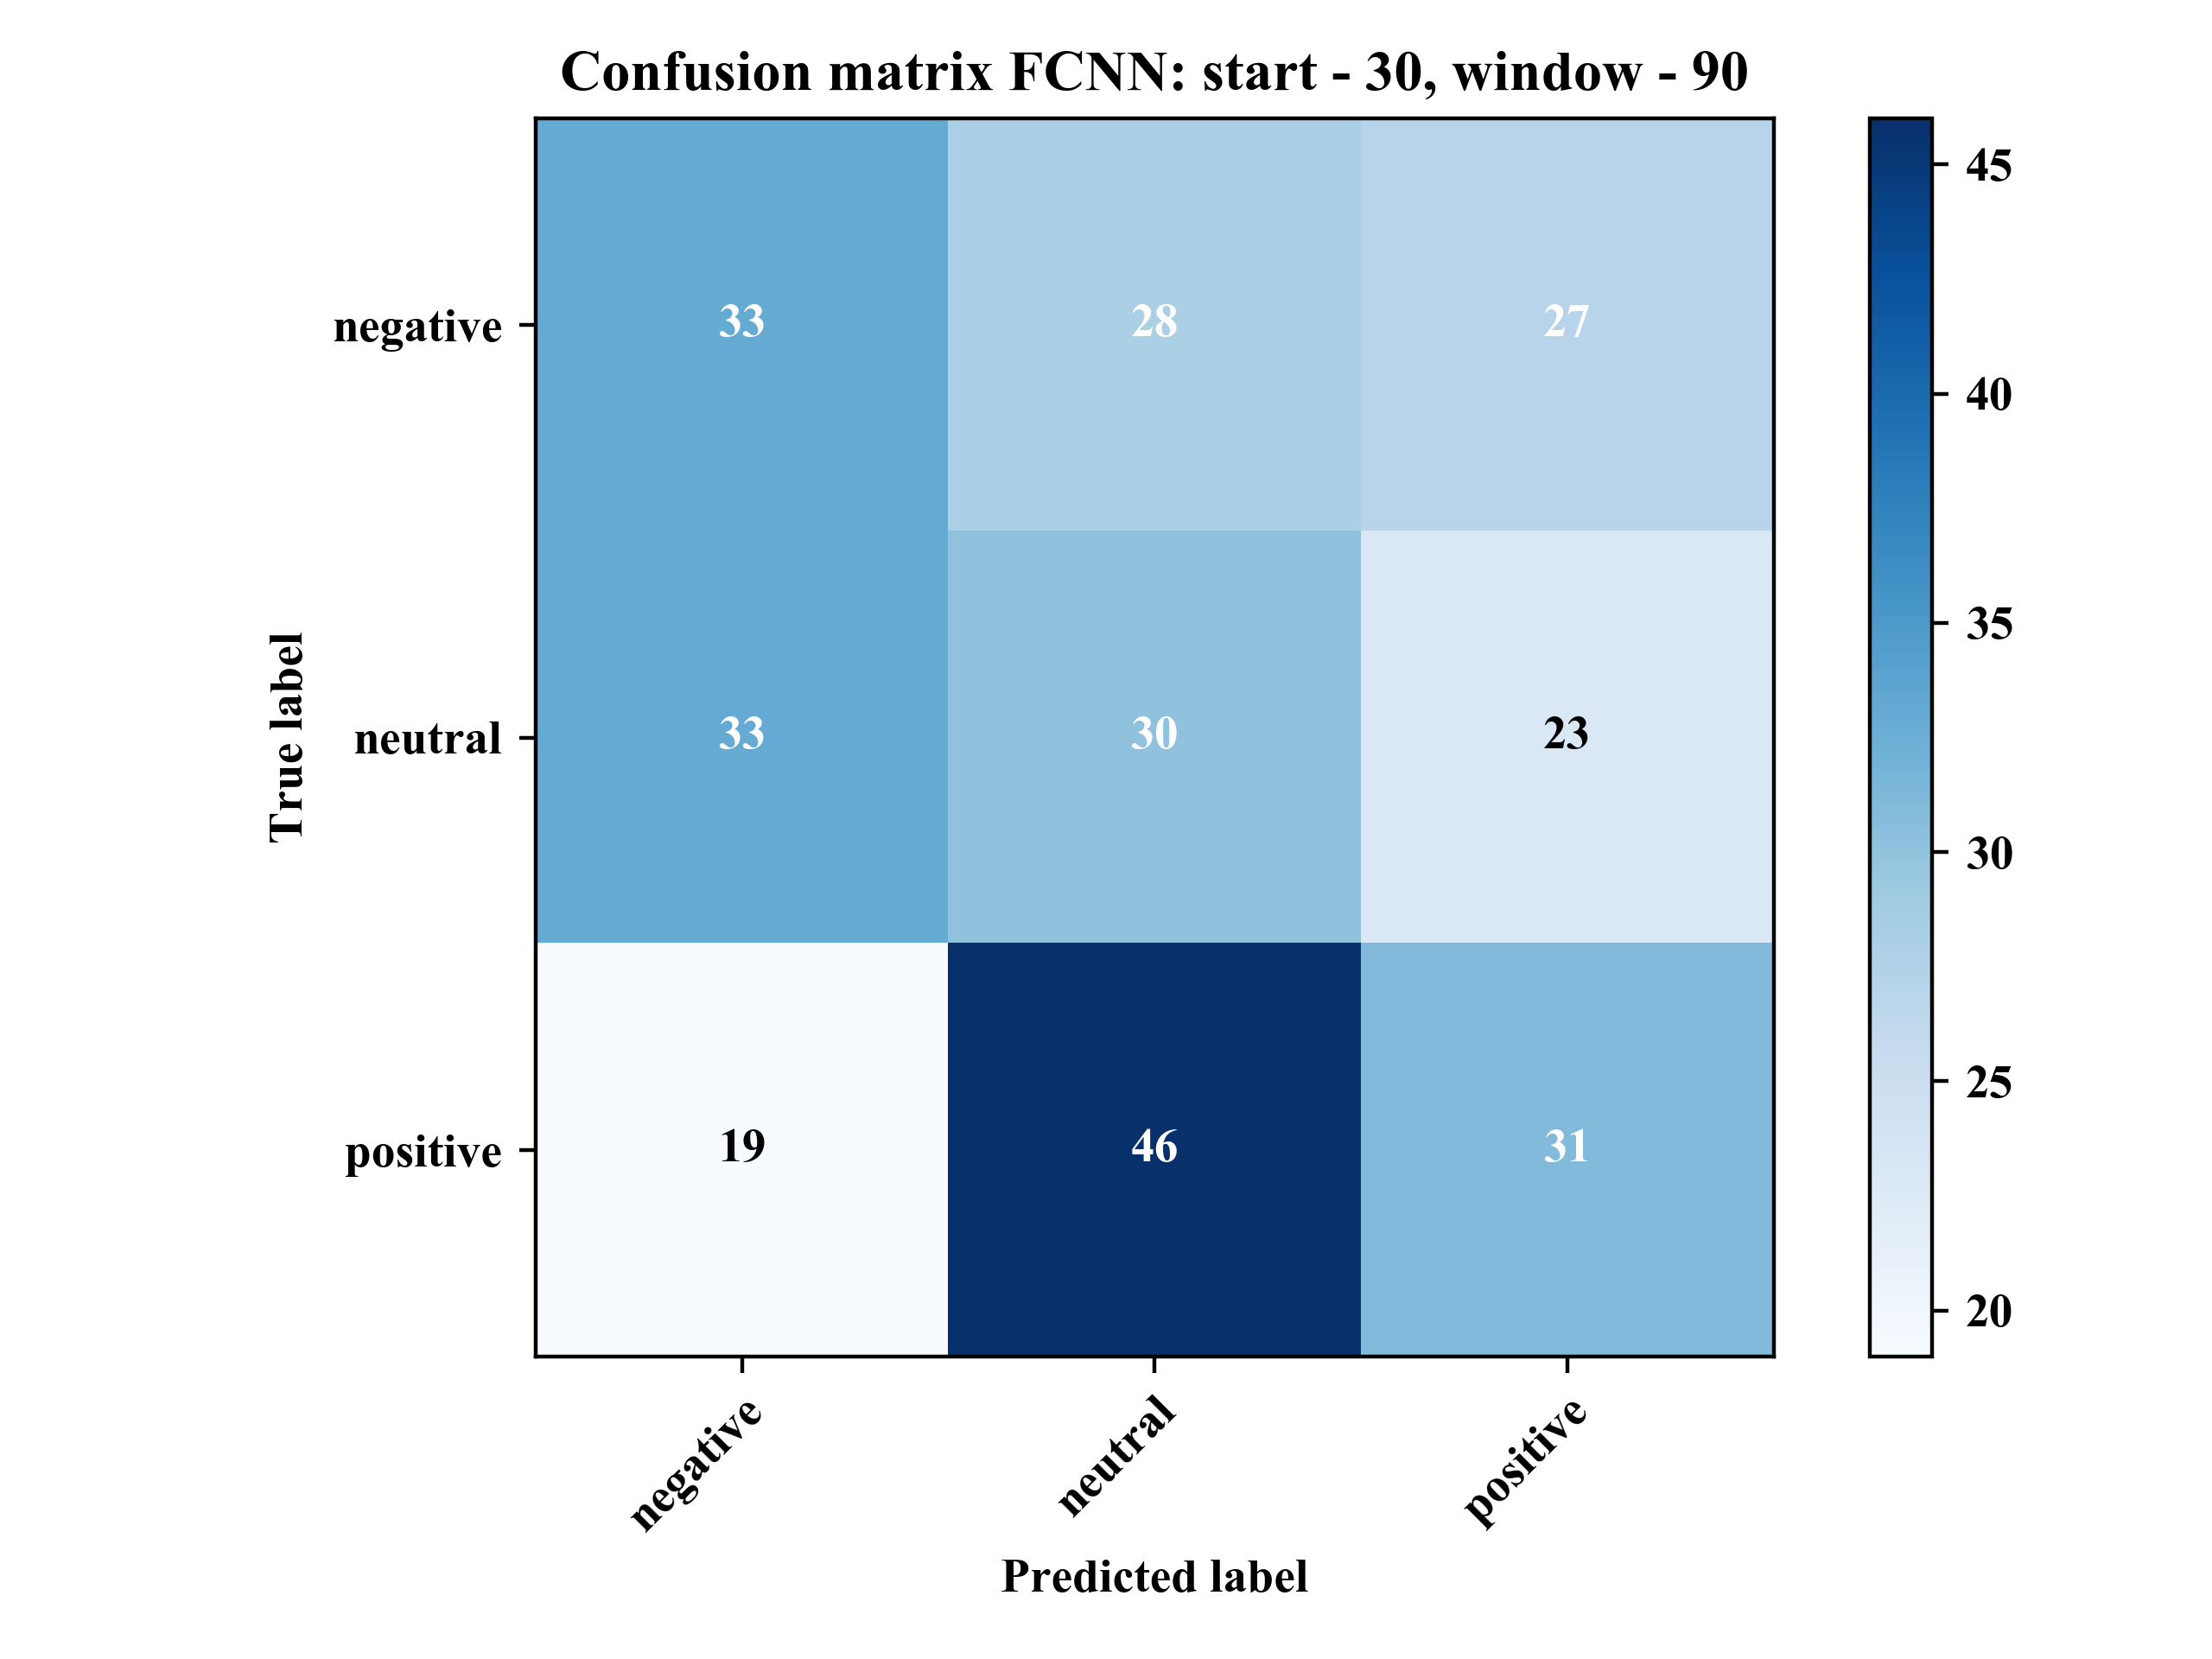 Confusion matrix FCNN: start - 30, window - 90
True label
negative
33
28
27
neutral
33
30
23
positive
19
46
31
negative
neutral
positive
Predicted label
45
40
35
30
25
20